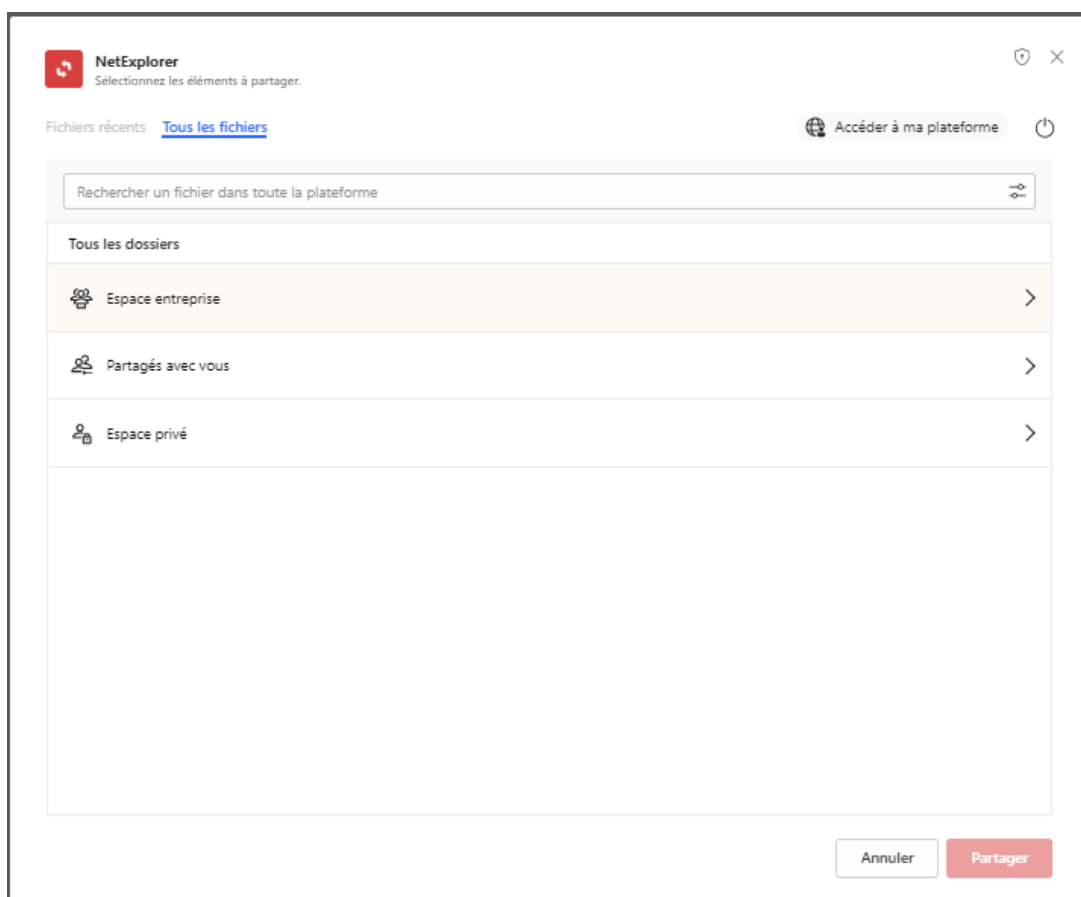 NetExplorer
Sélectionnez les éléments à partager.
Fichiers récents Tous les fichiers Accéder à ma plateforme
Rechercher un fichier dans toute la plateforme
Tous les dossiers
Espace entreprise
Partagés avec vous
Espace privé
Annuler Partager